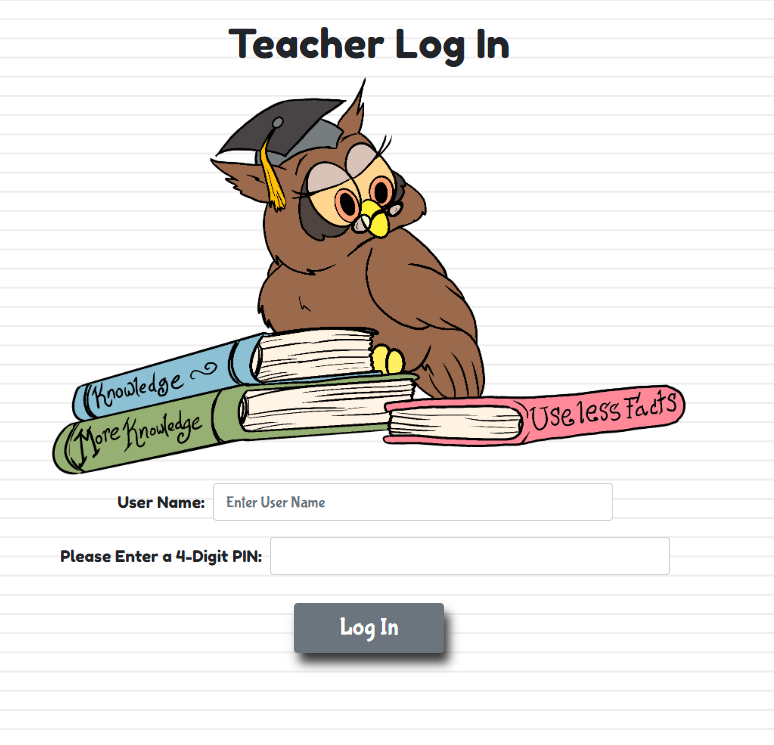 Teacher Log In
Knowledge
More Knowledge
Useless Facts
User Name: Enter User Name
Please Enter a 4-Digit PIN:
Log In